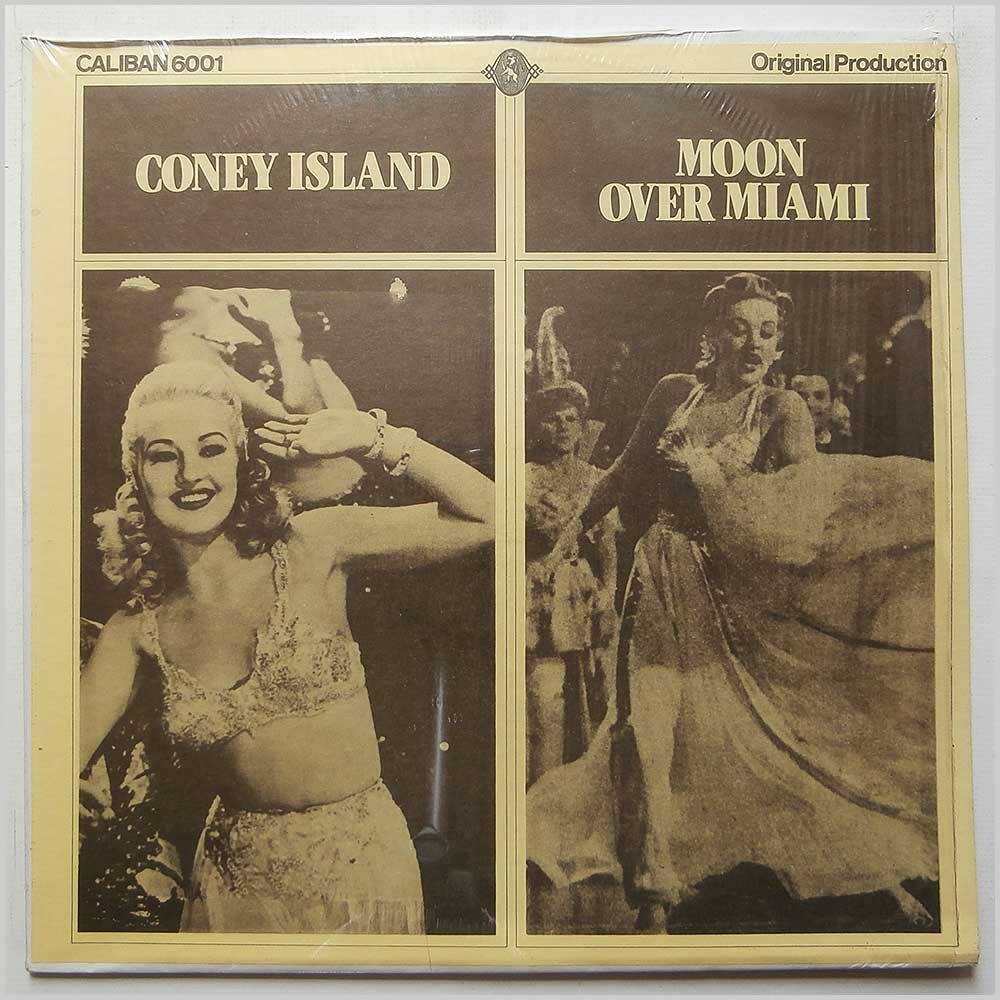 CALIBAN 6001
Original Production
CONEY ISLAND
MOON
OVER MIAMI